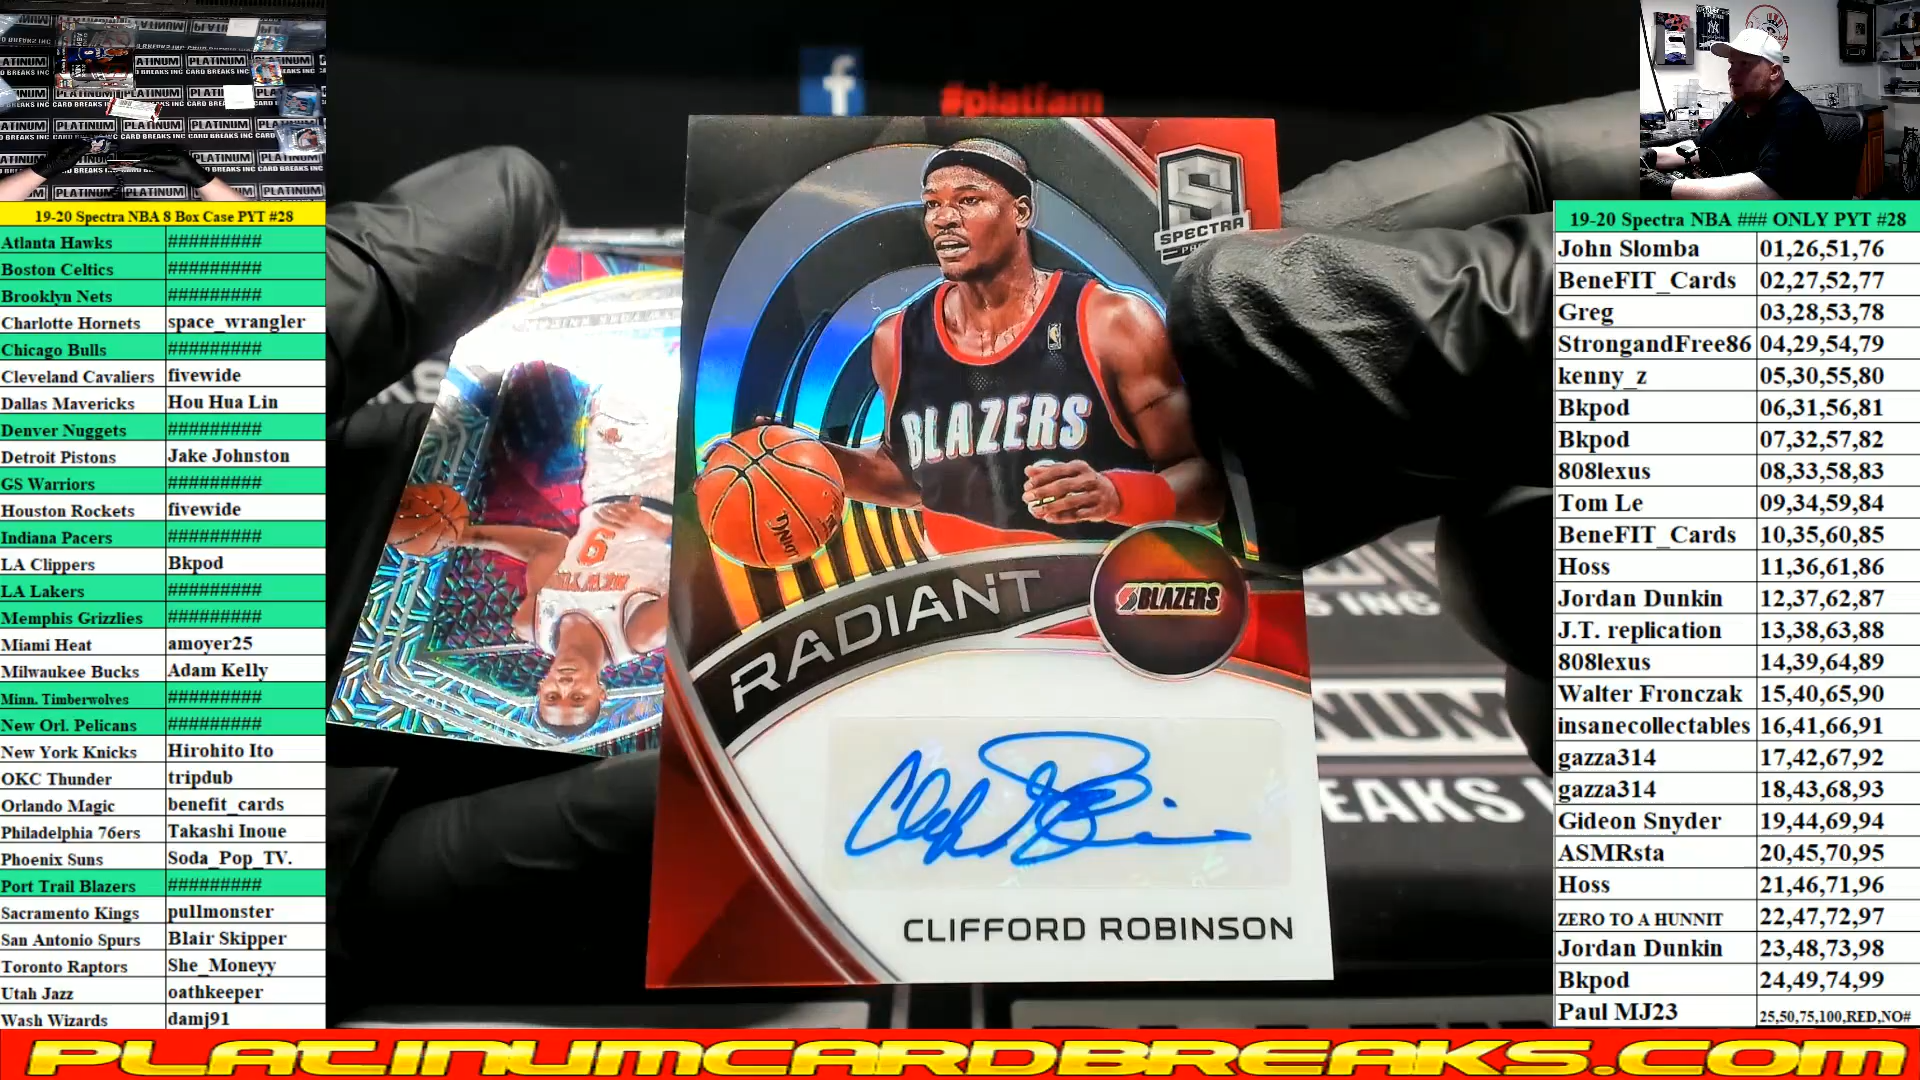 19-20 Spectra NBA 8 Box Case PYT #28
Atlanta Hawks #########
Boston Celtics #########
Brooklyn Nets #########
Charlotte Hornets space_wrangler
Chicago Bulls #########
Cleveland Cavaliers fivewide
Dallas Mavericks Hou Hua Lin
Denver Nuggets #########
Detroit Pistons Jake Johnston
GS Warriors #########
Houston Rockets fivewide
Indiana Pacers #########
LA Clippers Bkpod
LA Lakers #########
Memphis Grizzlies #########
Miami Heat amoyer25
Milwaukee Bucks Adam Kelly
Minn. Timberwolves #########
New Orl. Pelicans #########
New York Knicks Hirohito Ito
OKC Thunder tripdub
Orlando Magic benefit_cards
Philadelphia 76ers Takashi Inoue
Phoenix Suns Soda_Pop_TV.
Port Trail Blazers #########
Sacramento Kings pullmonster
San Antonio Spurs Blair Skipper
Toronto Raptors She_Moneyy
Utah Jazz oathkeeper
Wash Wizards damj91
f
#platfam
S
SPECTRA
BLAZERS
6
RADIANT
BLAZERS
CLIFFORD ROBINSON
19-20 Spectra NBA ### ONLY PYT #28
John Slomba 01,26,51,76
BeneFIT_Cards 02,27,52,77
Greg 03,28,53,78
StrongandFree86 04,29,54,79
kenny_z 05,30,55,80
Bkpod 06,31,56,81
Bkpod 07,32,57,82
808lexus 08,33,58,83
Tom Le 09,34,59,84
BeneFIT_Cards 10,35,60,85
Hoss 11,36,61,86
Jordan Dunkin 12,37,62,87
J.T. replication 13,38,63,88
808lexus 14,39,64,89
Walter Fronczak 15,40,65,90
insanecollectables 16,41,66,91
gazza314 17,42,67,92
gazza314 18,43,68,93
Gideon Snyder 19,44,69,94
ASMRsta 20,45,70,95
Hoss 21,46,71,96
ZERO TO A HUNNIT 22,47,72,97
Jordan Dunkin 23,48,73,98
Bkpod 24,49,74,99
Paul MJ23 25,50,75,100,RED,NO#
PLATINUMCARDBREAKS.COM